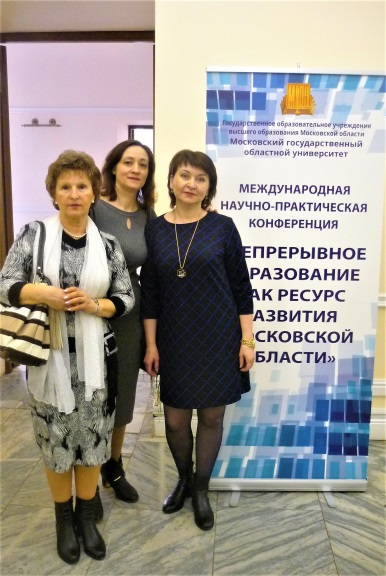 Государственное образовательное учреждение
высшего образования Московской области
Московский государственный
областной университет
МЕЖДУНАРОДНАЯ
НАУЧНО-ПРАКТИЧЕСКАЯ
КОНФЕРЕНЦИЯ
ЕПРЕРЫВНОЕ
БРАЗОВАНИЕ
АК РЕСУРС
АЗВИТИЯ
ОСКОВСКОЙ
БЛАСТИ»